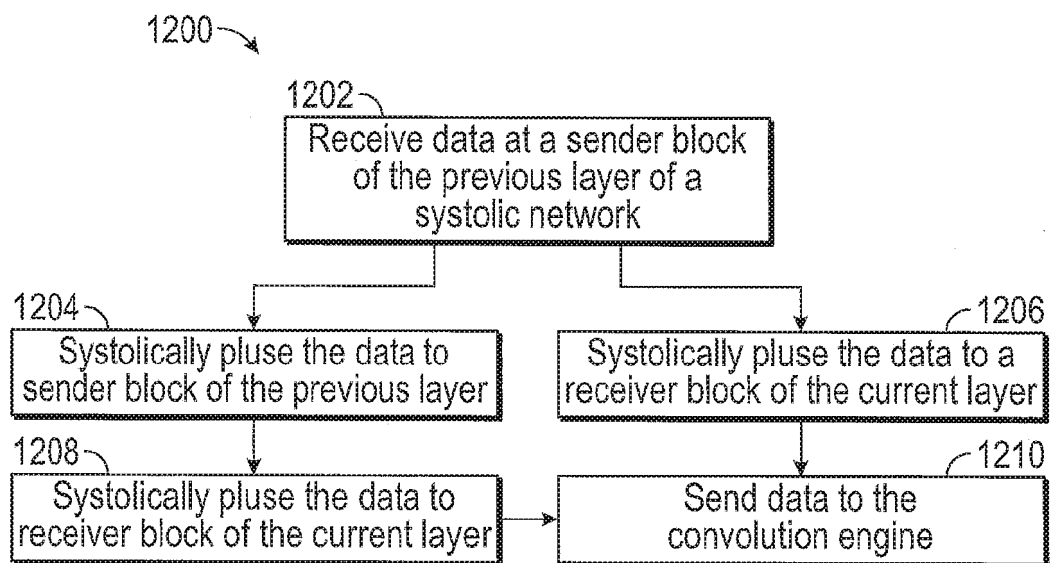 1200
1202
Receive data at a sender block
of the previous layer of a
systolic network
1204
Systolically pluse the data to
sender block of the previous layer
1206
Systolically pluse the data to a
receiver block of the current layer
1208
Systolically pluse the data to
receiver block of the current layer
1210
Send data to the
convolution engine